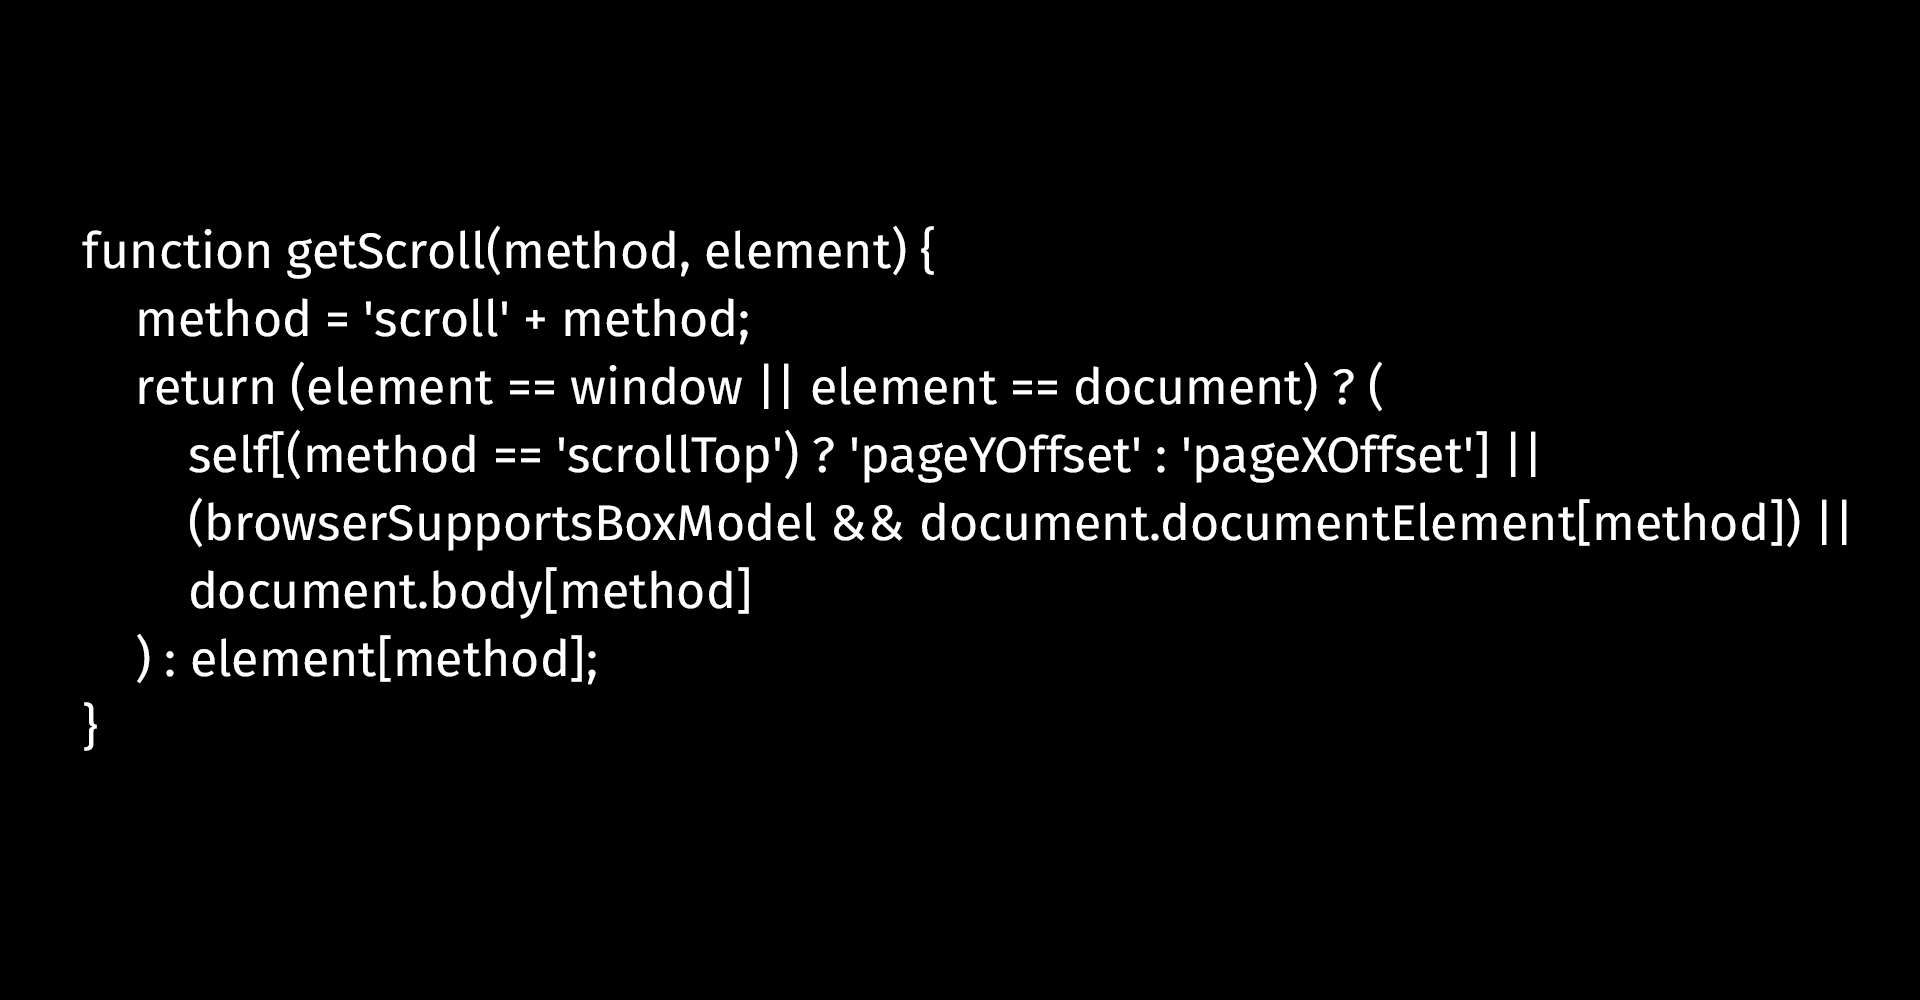 function getScroll(method, element) {
    method = 'scroll' + method;
    return (element == window || element == document) ? (
        self[(method == 'scrollTop') ? 'pageYOffset' : 'pageXOffset'] ||
        (browserSupportsBoxModel && document.documentElement[method]) ||
        document.body[method]
    ) : element[method];
}